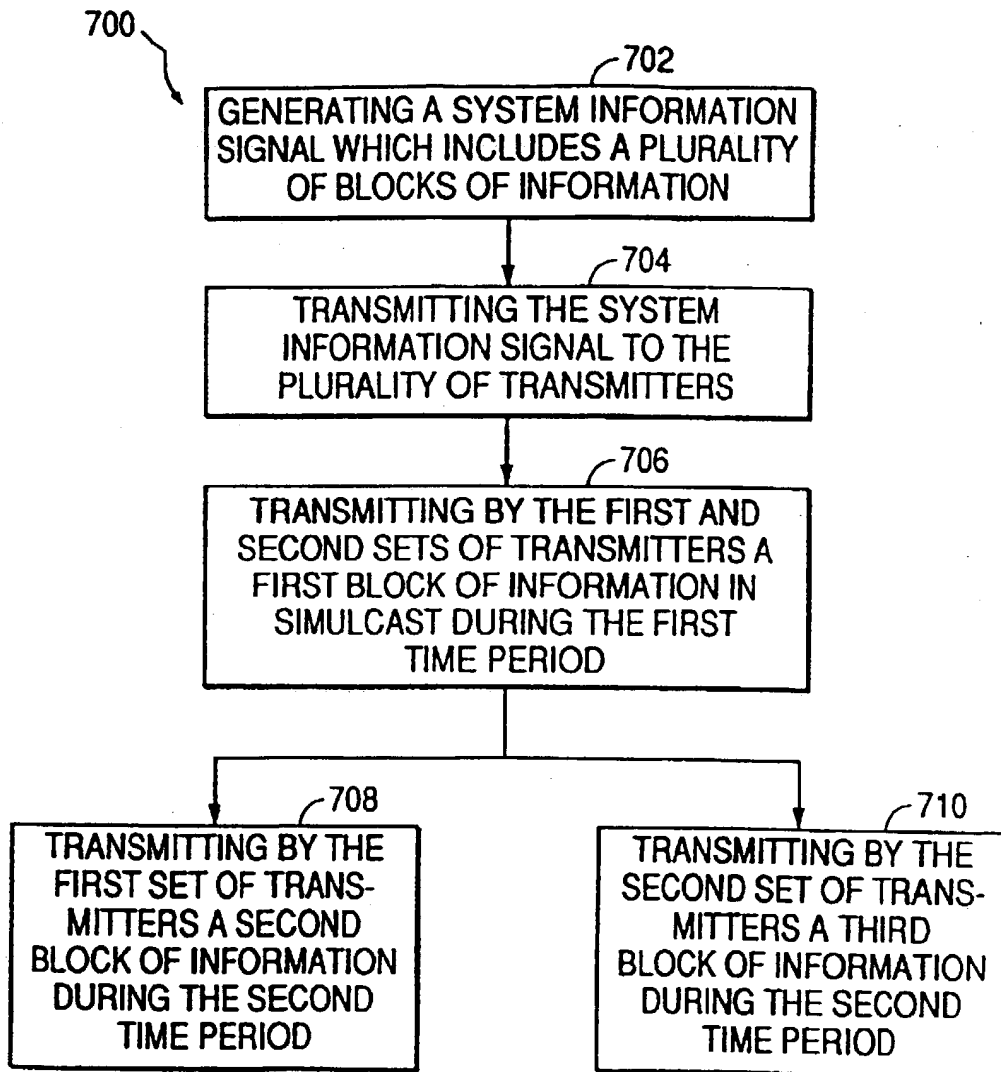 700
702
GENERATING A SYSTEM INFORMATION
SIGNAL WHICH INCLUDES A PLURALITY
OF BLOCKS OF INFORMATION
704
TRANSMITTING THE SYSTEM
INFORMATION SIGNAL TO THE
PLURALITY OF TRANSMITTERS
706
TRANSMITTING BY THE FIRST AND
SECOND SETS OF TRANSMITTERS A
FIRST BLOCK OF INFORMATION IN
SIMULCAST DURING THE FIRST
TIME PERIOD
708
TRANSMITTING BY THE
FIRST SET OF TRANS-
MITTERS A SECOND
BLOCK OF INFORMATION
DURING THE SECOND
TIME PERIOD
710
TRANSMITTING BY THE
SECOND SET OF TRANS-
MITTERS A THIRD
BLOCK OF INFORMATION
DURING THE SECOND
TIME PERIOD